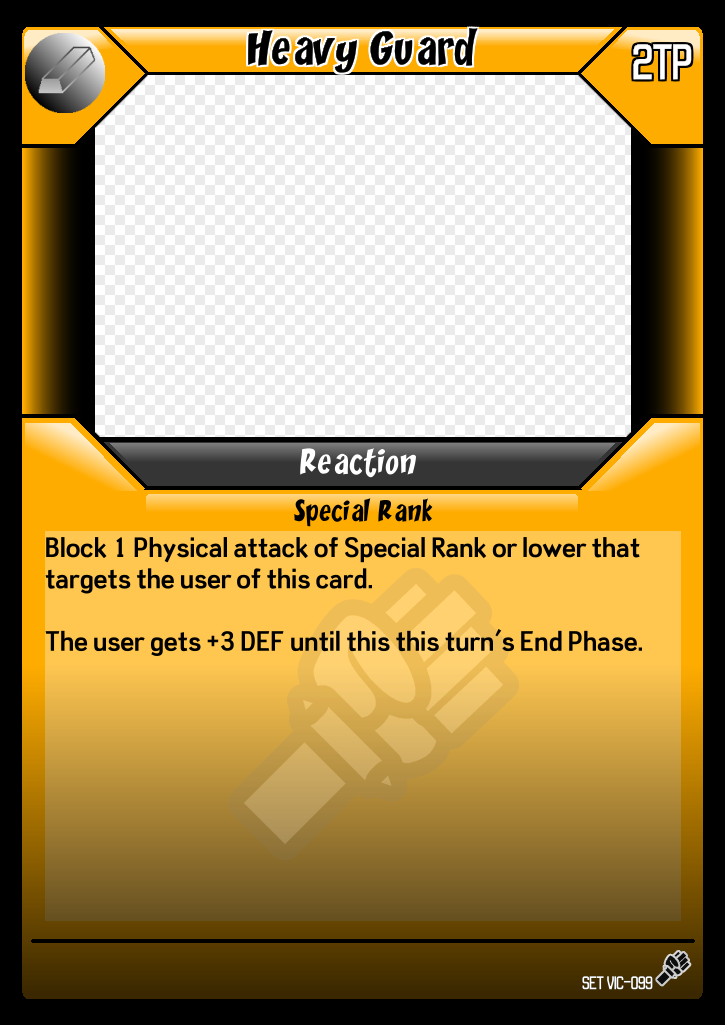 Heavy Guard
2TP
Reaction
Special Rank
Block 1 Physical attack of Special Rank or lower that
targets the user of this card.
The user gets +3 DEF until this this turn's End Phase.
SET VIC-099